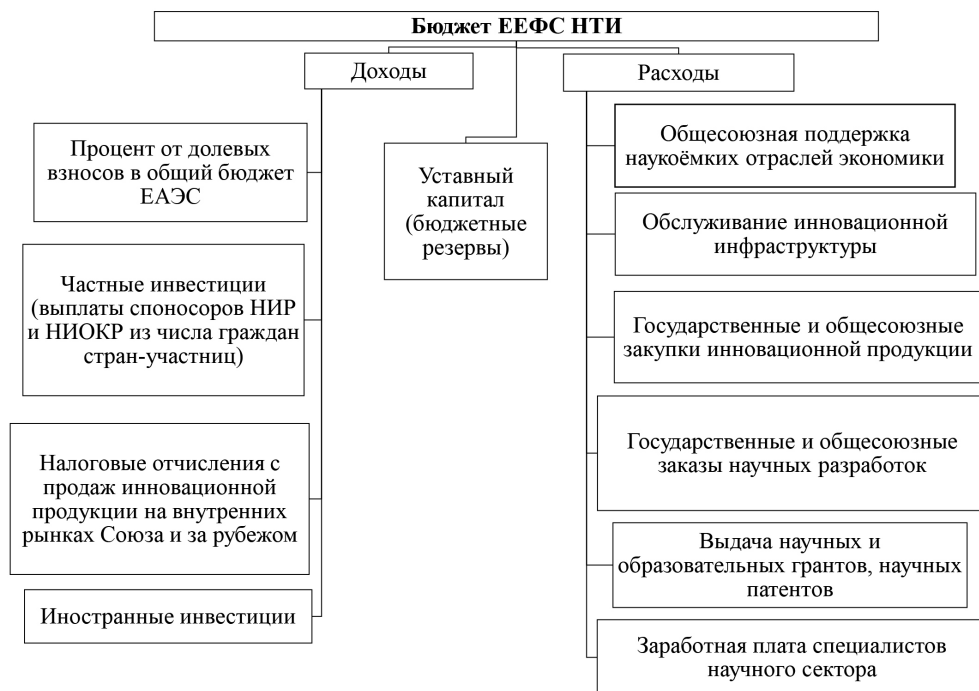 Бюджет ЕЕФС НТИ
Доходы
Процент от долевых
взносов в общий бюджет
ЕАЭС
Частные инвестиции
(выплаты споносоров НИР
и НИОКР из числа граждан
стран-участниц)
Налоговые отчисления с
продаж инновационной
продукции на внутренних
рынках Союза и за рубежом
Иностранные инвестиции
Уставный
капитал
(бюджетные
резервы)
Расходы
Общесоюзная поддержка
наукоёмких отраслей экономики
Обслуживание инновационной
инфраструктуры
Государственные и общесоюзные
закупки инновационной продукции
Государственные и общесоюзные
заказы научных разработок
Выдача научных и
образовательных грантов, научных
патентов
Заработная плата специалистов
научного сектора